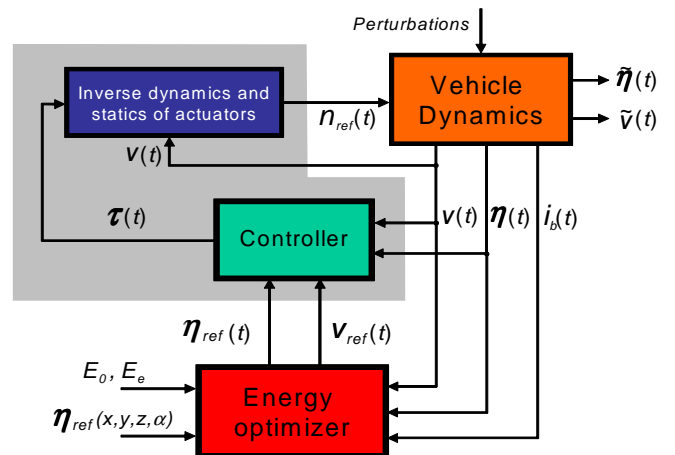 Perturbations
Inverse dynamics and
statics of actuators
n_ref(t)
Vehicle
Dynamics
η̃(t)
ṽ(t)
v(t)
τ(t)
Controller
v(t)
η(t)
i_b(t)
η_ref(t)
v_ref(t)
E_0, E_e
η_ref(x,y,z,α)
Energy
optimizer